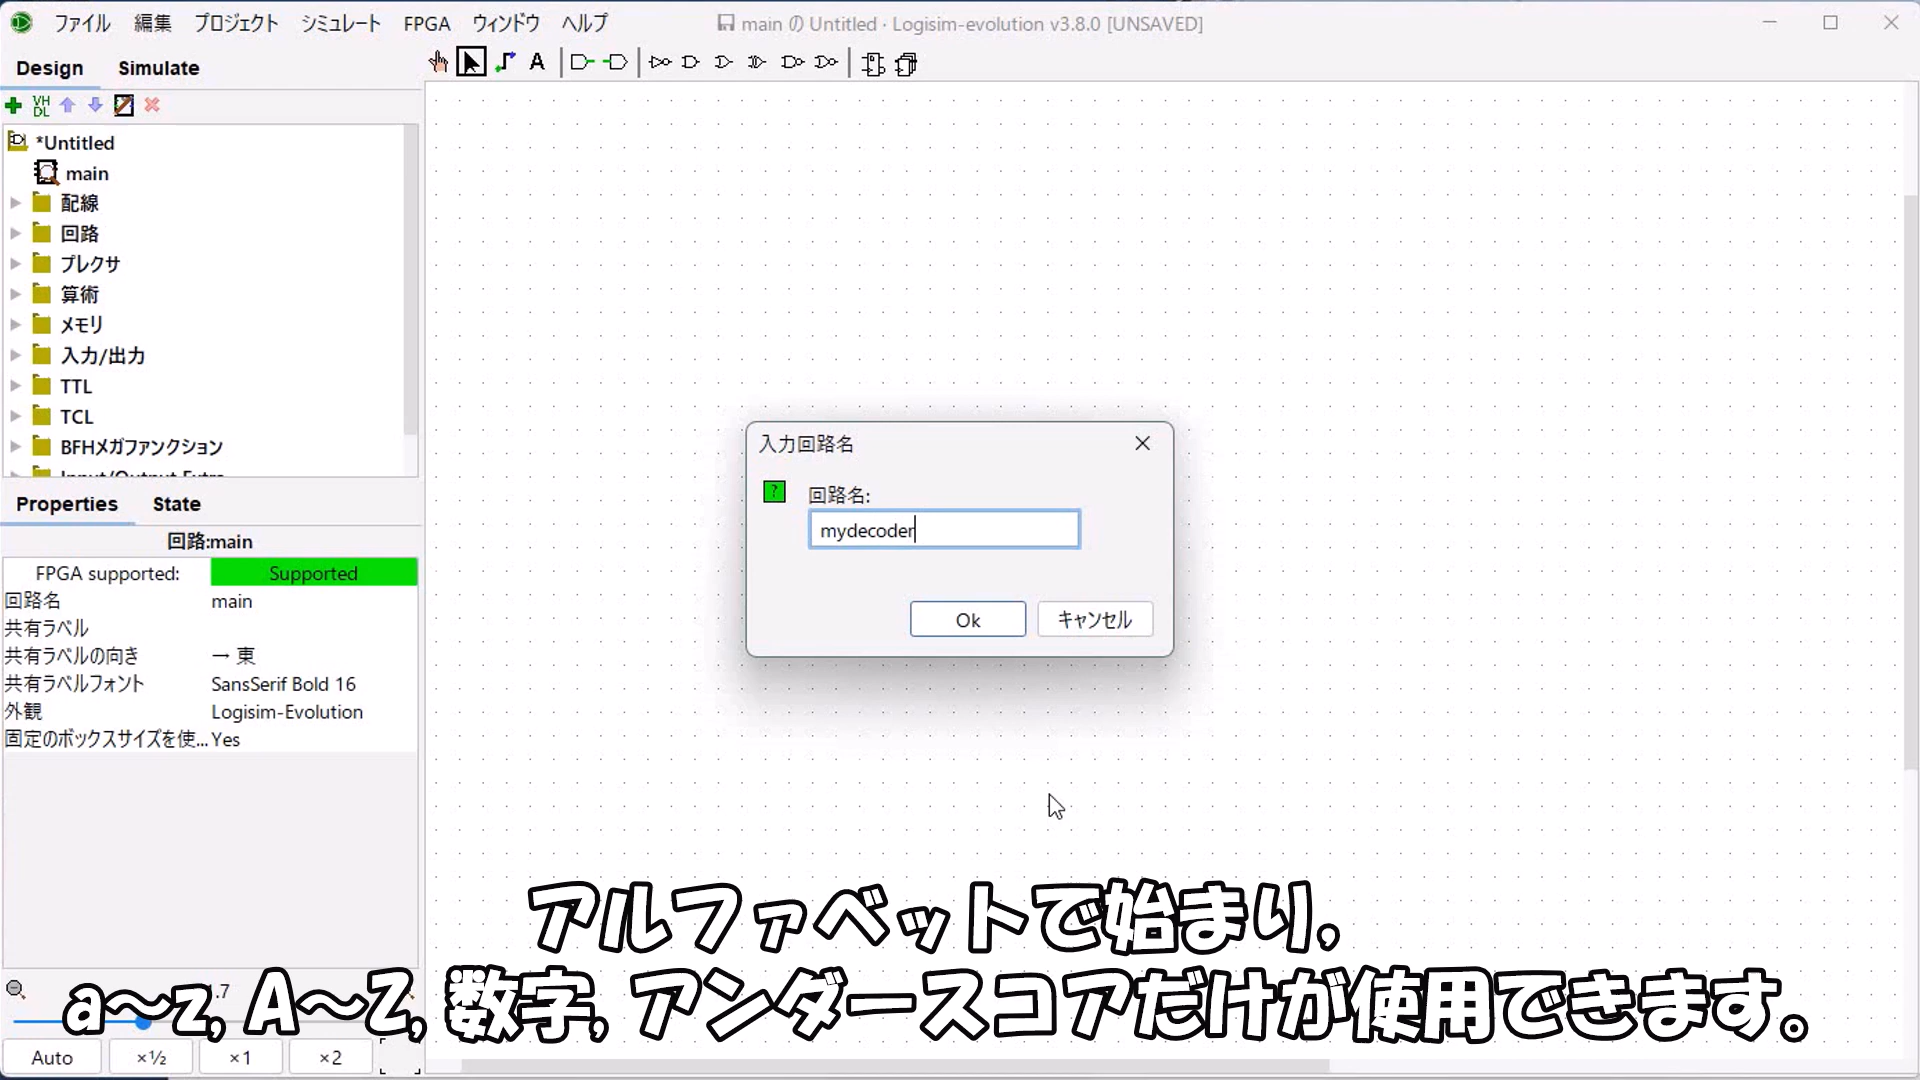 ファイル 編集 プロジェクト シミュレート FPGA ウィンドウ ヘルプ
main の Untitled · Logisim-evolution v3.8.0 [UNSAVED]
Design Simulate
A
VH
DL
*Untitled
main
配線
回路
プレクサ
算術
メモリ
入力/出力
TTL
TCL
BFHメガファンクション
Properties State
回路:main
FPGA supported: Supported
回路名 main
共有ラベル
共有ラベルの向き → 東
共有ラベルフォント SansSerif Bold 16
外観 Logisim-Evolution
固定のボックスサイズを使... Yes
入力回路名
?
回路名:
mydecoder
Ok キャンセル
アルファベットで始まり,
a~z, A~Z, 数字, アンダースコアだけが使用できます。
Auto ×½ ×1 ×2